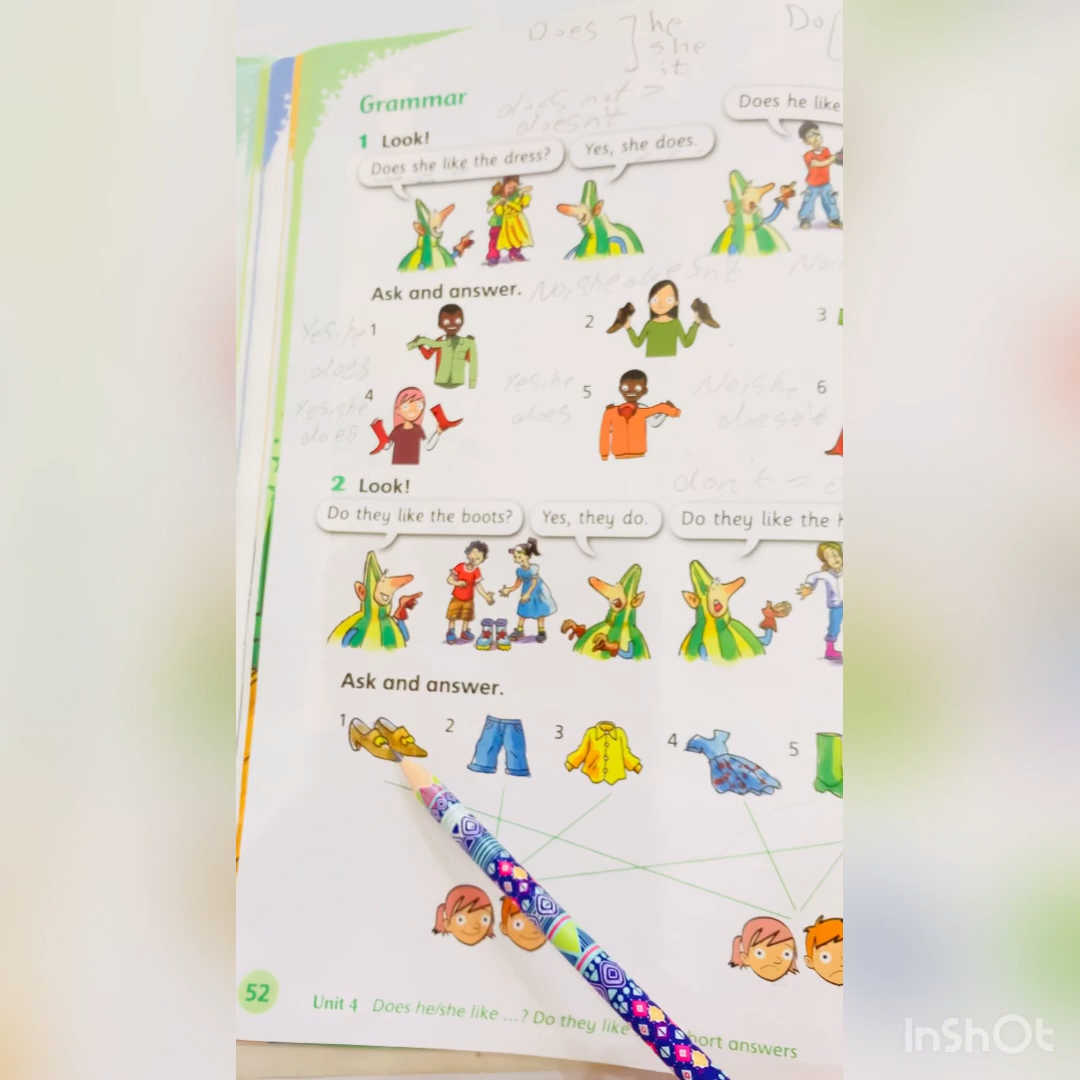 Does ] he
she
it
Do
Grammar
does not =
doesn't
1 Look!
Does she like the dress?
Yes, she does.
Does he like
Ask and answer.
No, she doesn't
No,
1
Yes, he
does
2
3
4
Yes, she
does
5
Yes, he
does
6
No, she
doesn't
2 Look!
don't =
Do they like the boots?
Yes, they do.
Do they like the
Ask and answer.
1
2
3
4
5
52
Unit 4 Does he/she like ...? Do they like short answers
InShOt